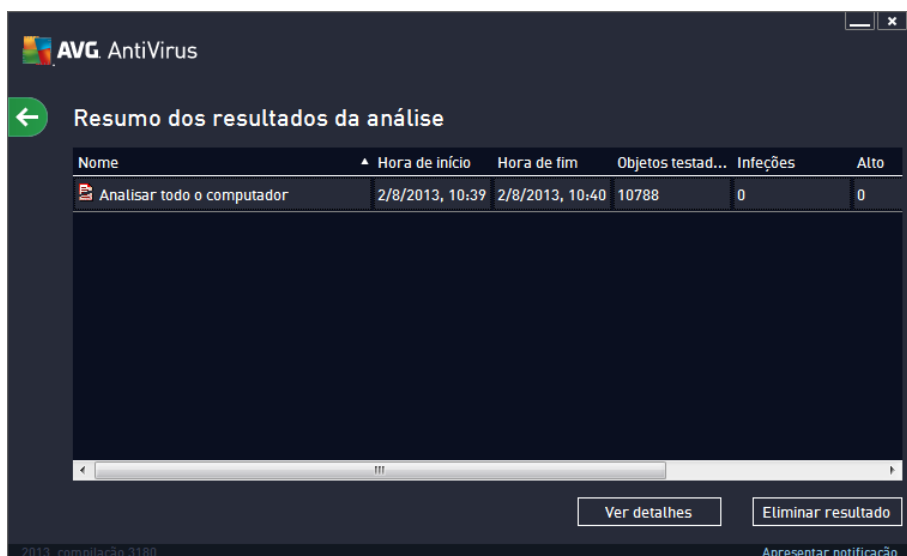 AVG. AntiVirus
Resumo dos resultados da análise
Nome Hora de início Hora de fim Objetos testad... Infeções Alto
Analisar todo o computador 2/8/2013, 10:39 2/8/2013, 10:40 10788 0 0
Ver detalhes Eliminar resultado
2013 compilação 3180 Apresentar notificação